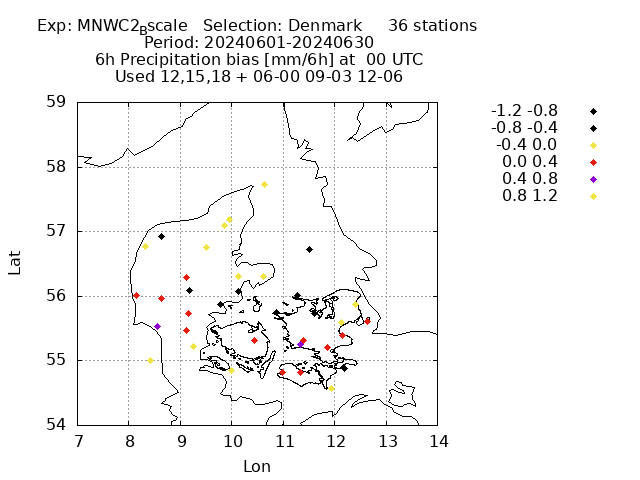 Exp: MNWC2Bscale   Selection: Denmark     36 stations
Period: 20240601-20240630
6h Precipitation bias [mm/6h] at  00 UTC
Used 12,15,18 + 06-00 09-03 12-06
-1.2 -0.8
-0.8 -0.4
-0.4 0.0
0.0 0.4
0.4 0.8
0.8 1.2
59
58
57
56
55
54
Lat
7 8 9 10 11 12 13 14
Lon